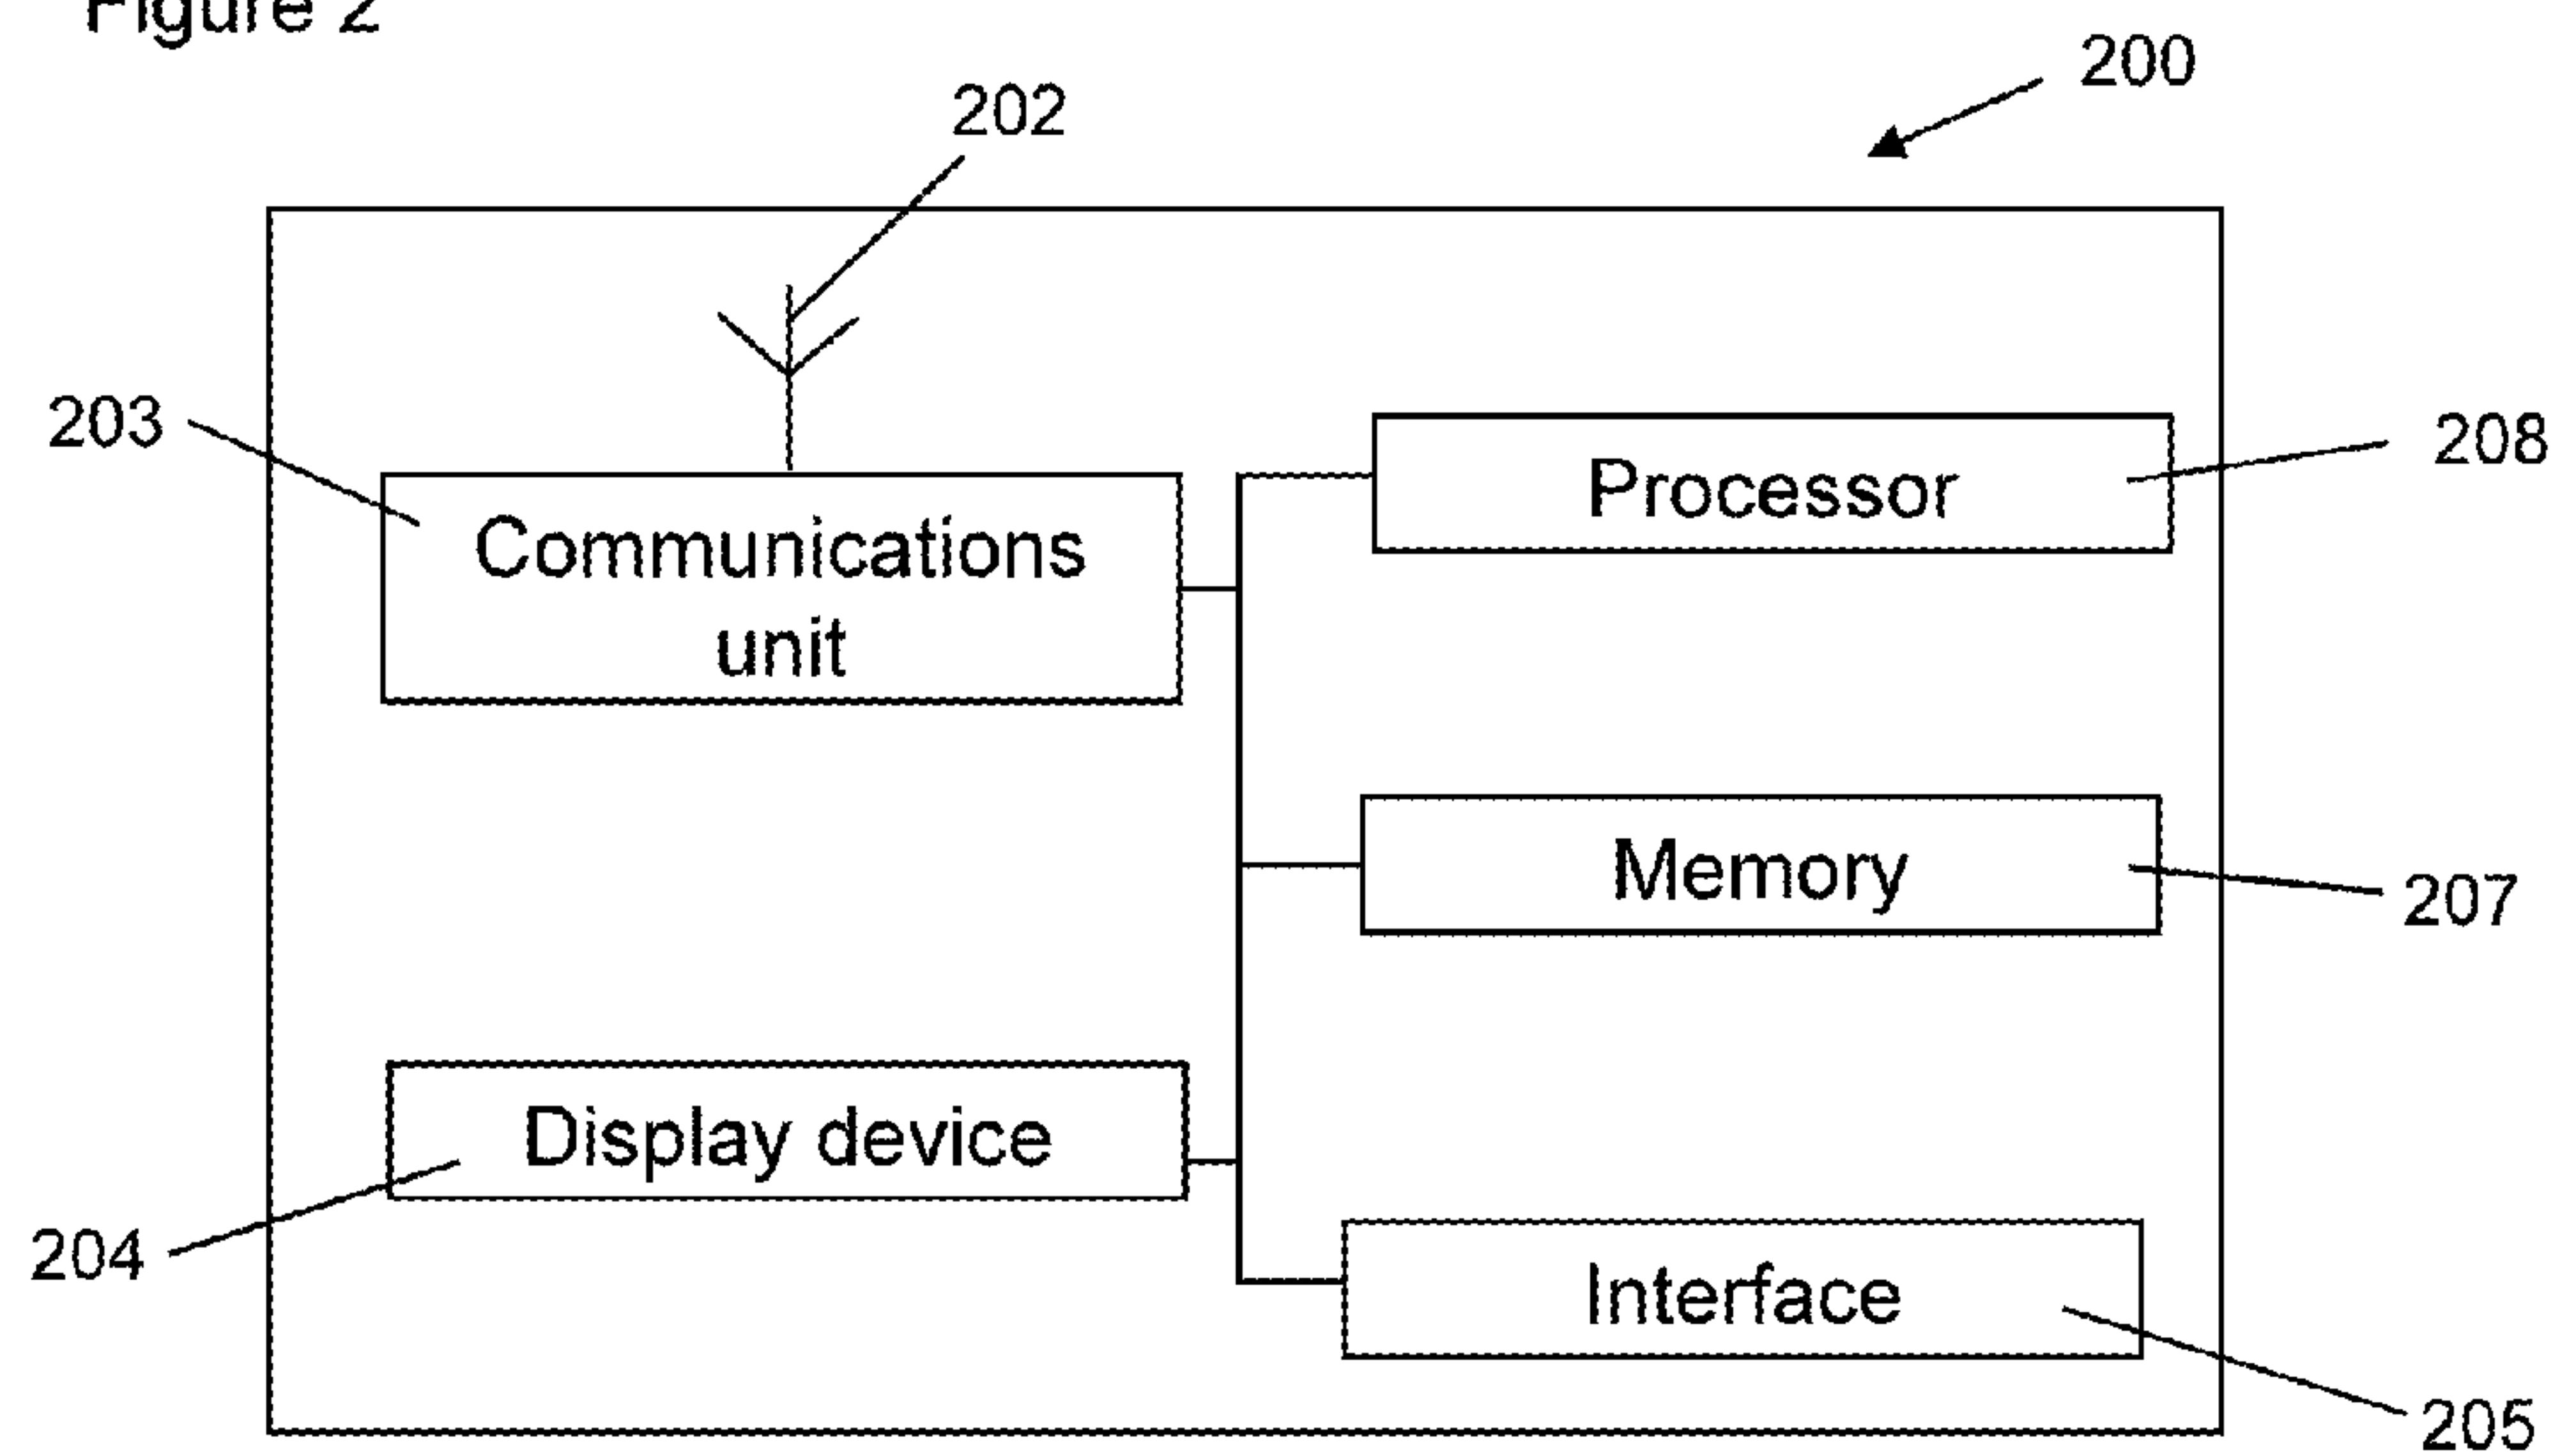 Figure 2
200
202
203
208
Processor
Communications
unit
Memory
207
Display device
204
Interface
205